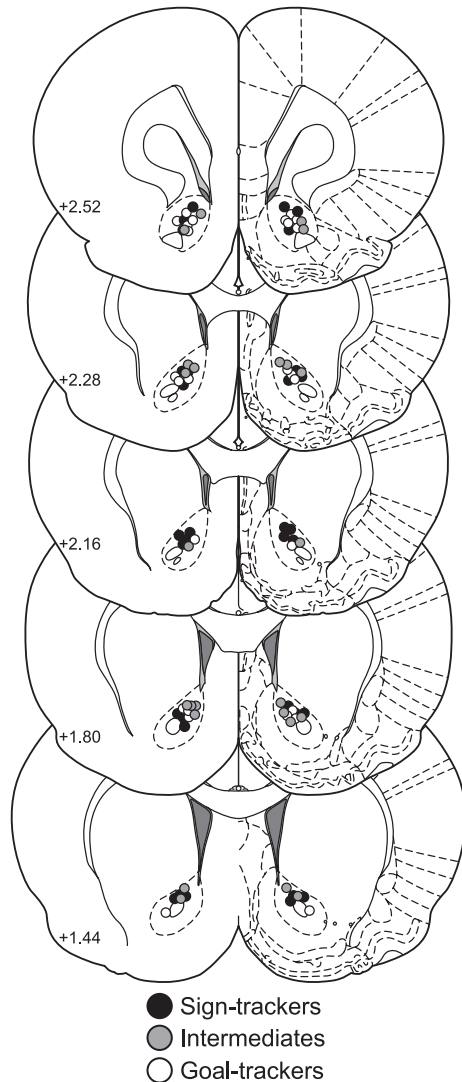 +2.52
+2.28
+2.16
+1.80
+1.44
Sign-trackers
Intermediates
Goal-trackers